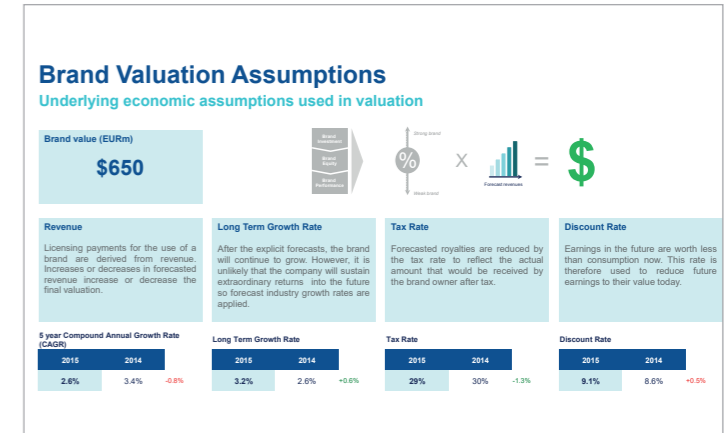 Brand Valuation Assumptions
Underlying economic assumptions used in valuation
Brand value (EURm)
$650
Brand
Investment
Brand
Equity
Brand
Performance
Strong brand
%
Weak brand
X
Forecast revenues
=
$
Revenue
Licensing payments for the use of a
brand are derived from revenue.
Increases or decreases in forecasted
revenue increase or decrease the
final valuation.
Long Term Growth Rate
After the explicit forecasts, the brand
will continue to grow. However, it is
unlikely that the company will sustain
extraordinary returns into the future
so forecast industry growth rates are
applied.
Tax Rate
Forecasted royalties are reduced by
the tax rate to reflect the actual
amount that would be received by
the brand owner after tax.
Discount Rate
Earnings in the future are worth less
than consumption now. This rate is
therefore used to reduce future
earnings to their value today.
5 year Compound Annual Growth Rate
(CAGR)
2015 2014
2.6% 3.4% -0.8%
Long Term Growth Rate
2015 2014
3.2% 2.6% +0.6%
Tax Rate
2015 2014
29% 30% -1.3%
Discount Rate
2015 2014
9.1% 8.6% +0.5%